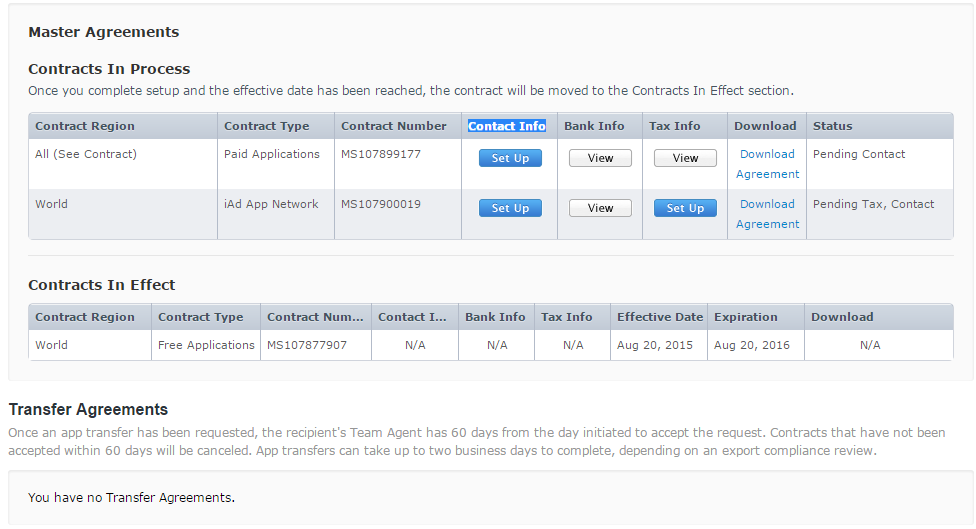 Master Agreements
Contracts In Process
Once you complete setup and the effective date has been reached, the contract will be moved to the Contracts In Effect section.
Contract Region Contract Type Contract Number Contact Info Bank Info Tax Info Download Status
All (See Contract) Paid Applications MS107899177 Set Up View View Download Agreement Pending Contact
World iAd App Network MS107900019 Set Up View Set Up Download Agreement Pending Tax, Contact
Contracts In Effect
Contract Region Contract Type Contract Num... Contact I... Bank Info Tax Info Effective Date Expiration Download
World Free Applications MS107877907 N/A N/A N/A Aug 20, 2015 Aug 20, 2016 N/A
Transfer Agreements
Once an app transfer has been requested, the recipient's Team Agent has 60 days from the day initiated to accept the request. Contracts that have not been
accepted within 60 days will be canceled. App transfers can take up to two business days to complete, depending on an export compliance review.
You have no Transfer Agreements.